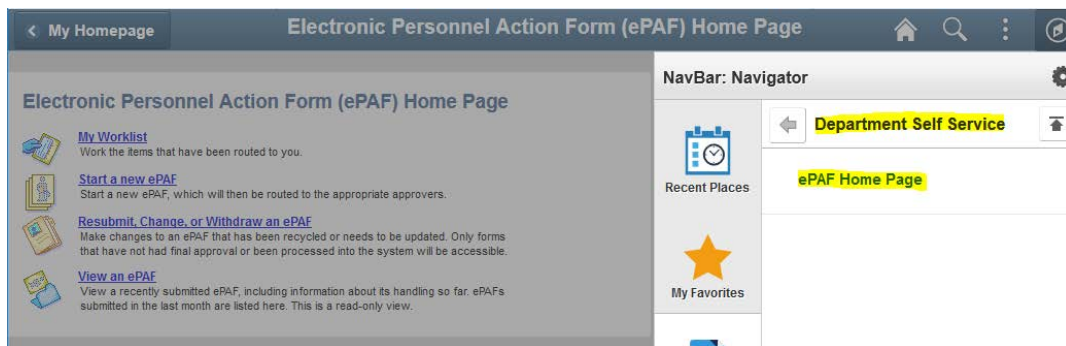 My Homepage
Electronic Personnel Action Form (ePAF) Home Page
NavBar: Navigator
Electronic Personnel Action Form (ePAF) Home Page
My Worklist
Work the items that have been routed to you.
Start a new ePAF
Start a new ePAF, which will then be routed to the appropriate approvers.
Resubmit, Change, or Withdraw an ePAF
Make changes to an ePAF that has been recycled or needs to be updated. Only forms
that have not had final approval or been processed into the system will be accessible.
View an ePAF
View a recently submitted ePAF, including information about its handling so far. ePAFs
submitted in the last month are listed here. This is a read-only view.
Recent Places
My Favorites
Department Self Service
ePAF Home Page